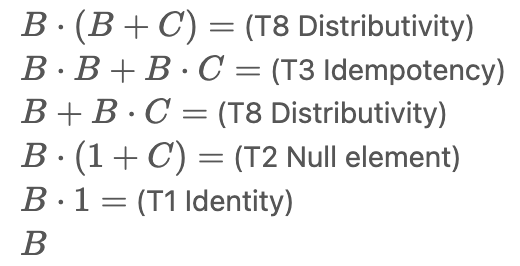 B · (B + C) = (T8 Distributivity)
B · B + B · C = (T3 Idempotency)
B + B · C = (T8 Distributivity)
B · (1 + C) = (T2 Null element)
B · 1 = (T1 Identity)
B